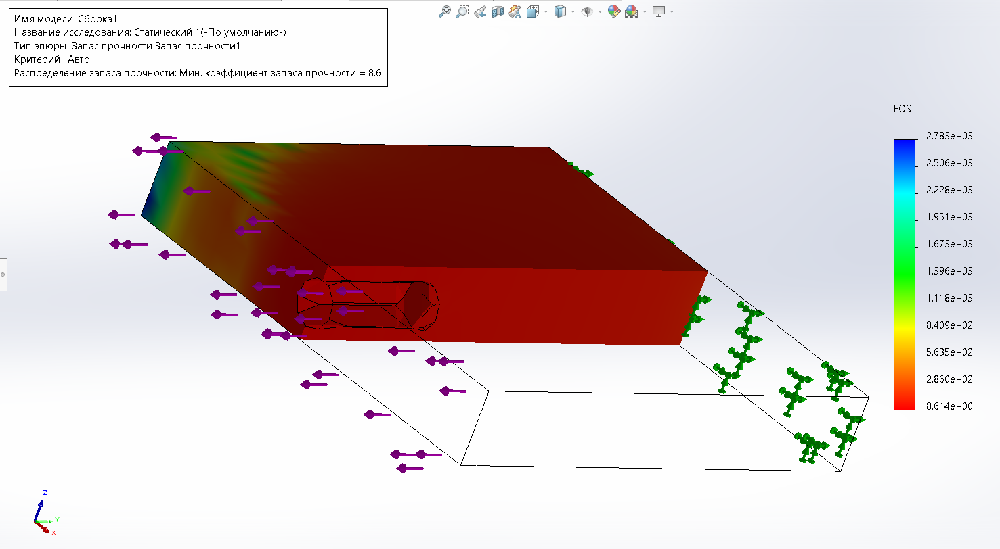 Имя модели: Сборка1
Название исследования: Статический 1(-По умолчанию-)
Тип эпюры: Запас прочности Запас прочности1
Критерий : Авто
Распределение запаса прочности: Мин. коэффициент запаса прочности = 8,6
FOS
2,783e+03
2,506e+03
2,228e+03
1,951e+03
1,673e+03
1,396e+03
1,118e+03
8,409e+02
5,635e+02
2,860e+02
8,614e+00
Z
Y
X